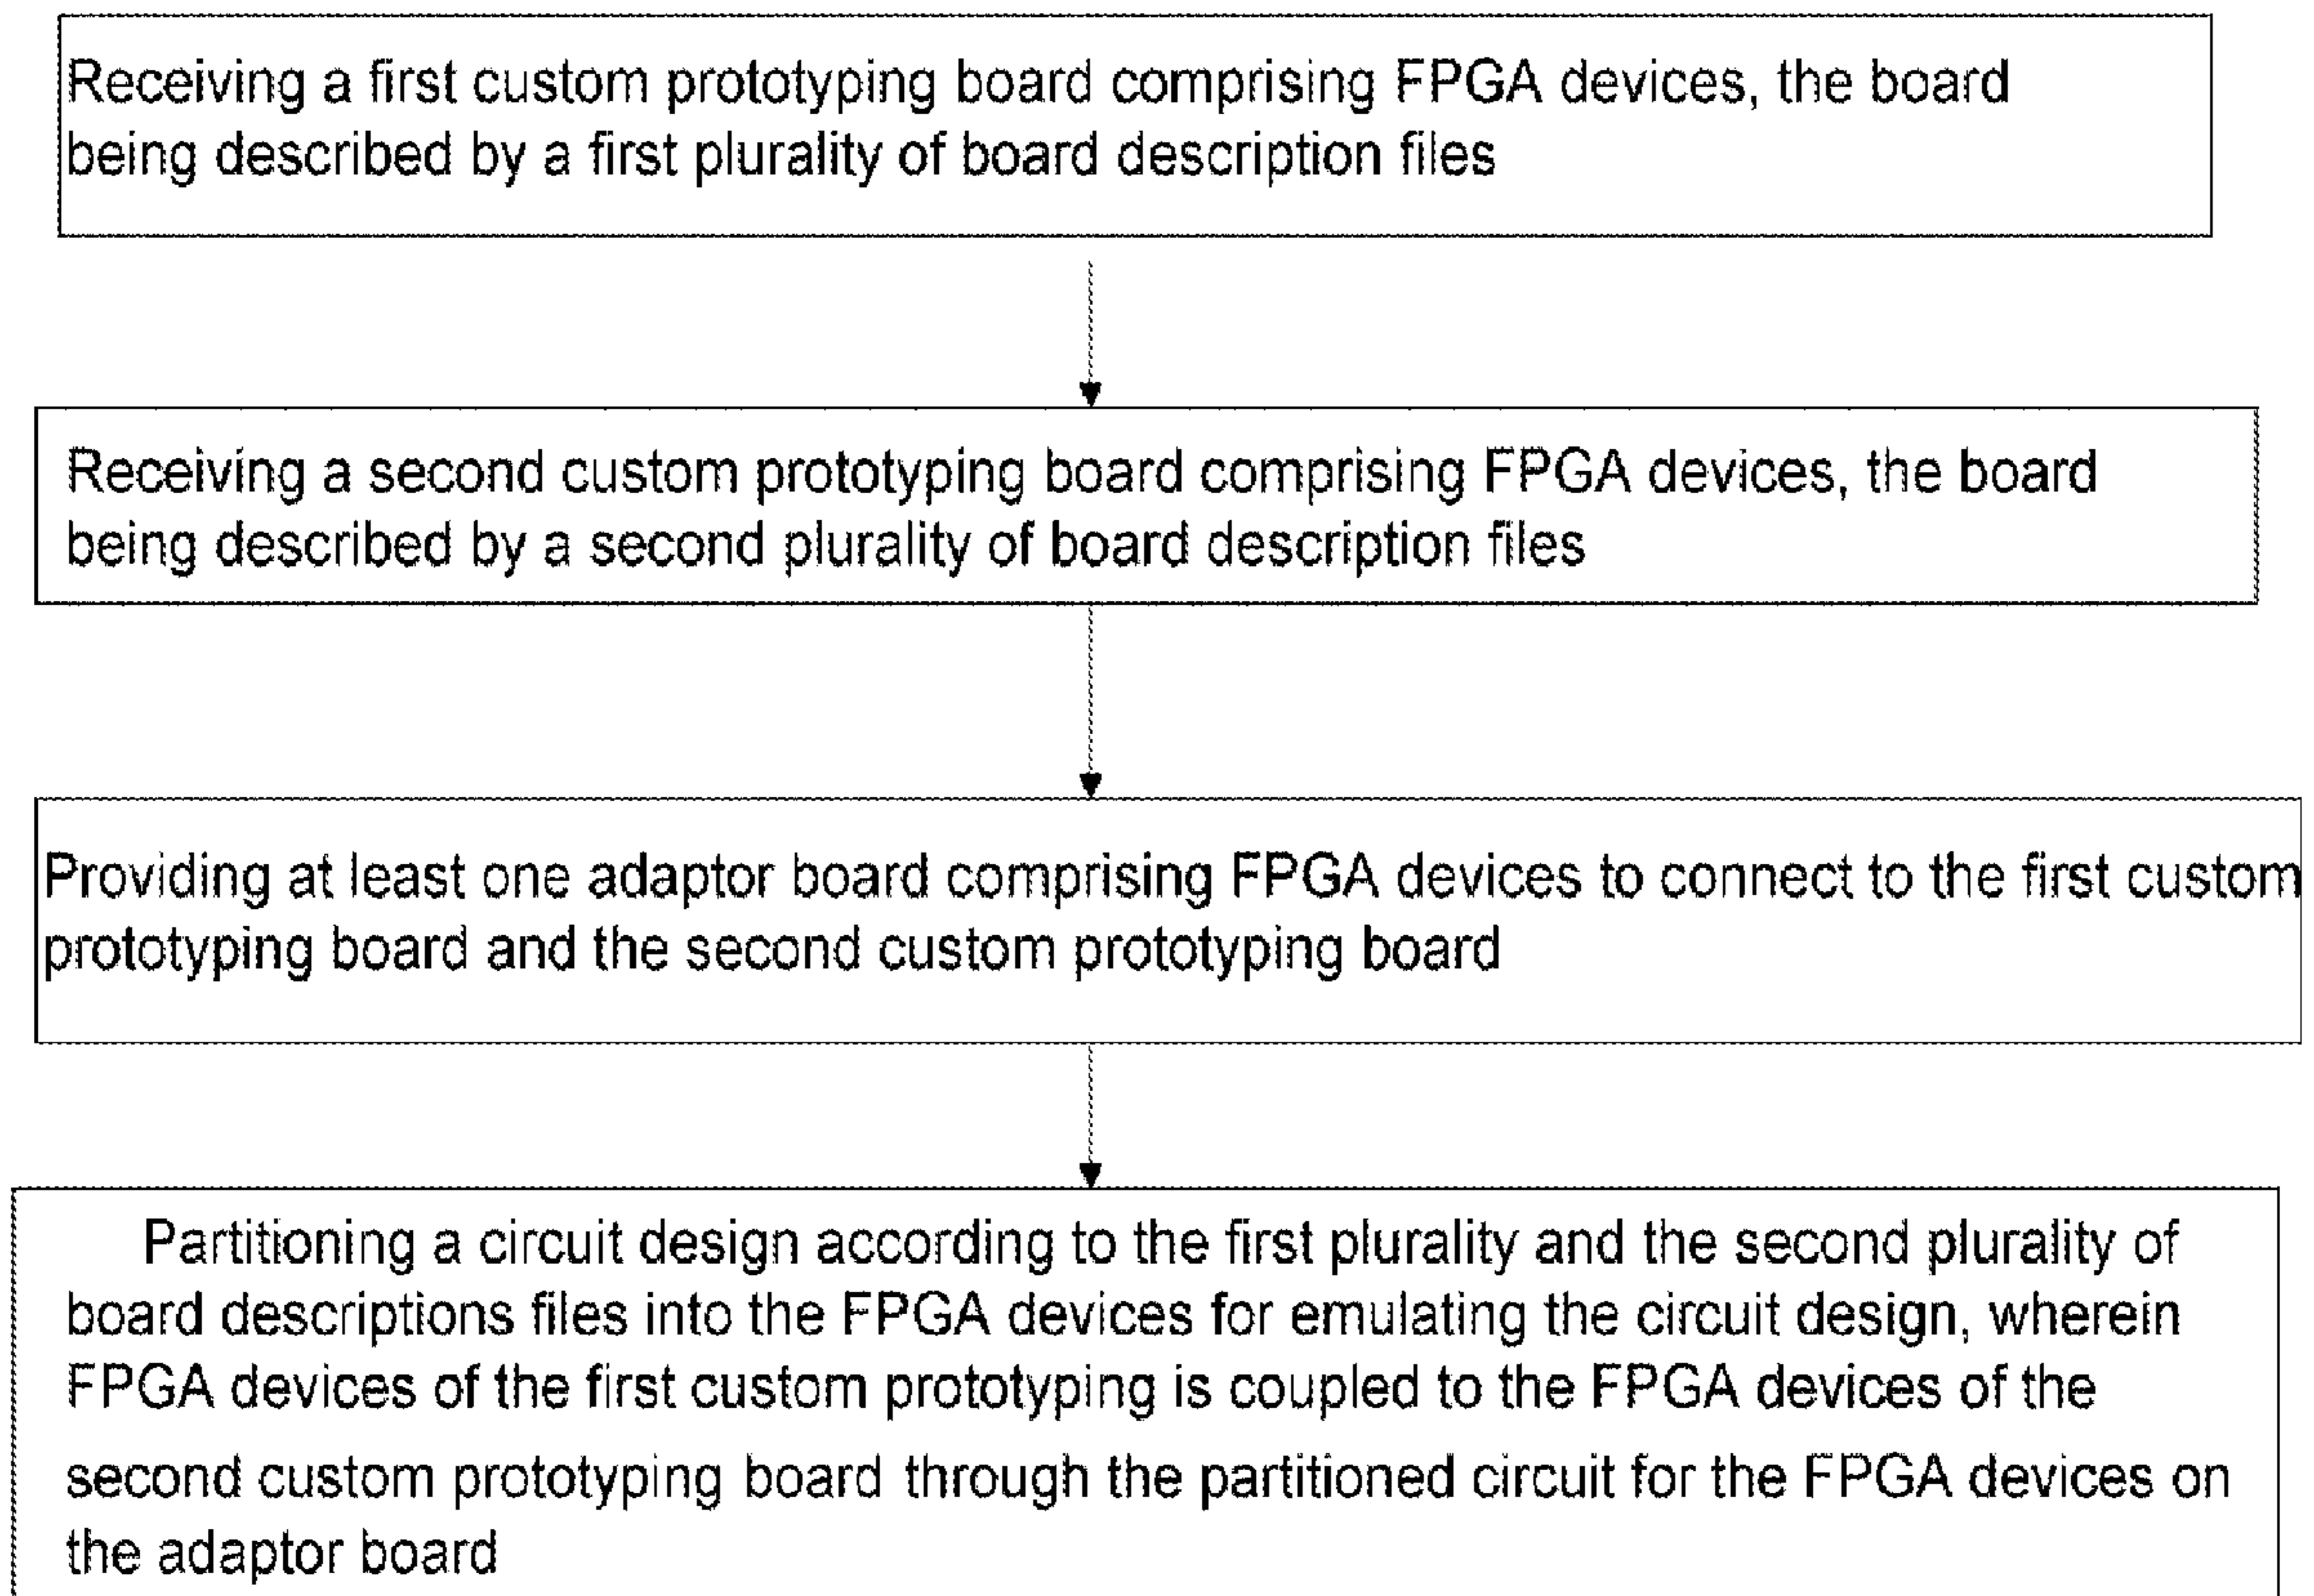 Receiving a first custom prototyping board comprising FPGA devices, the board
being described by a first plurality of board description files
Receiving a second custom prototyping board comprising FPGA devices, the board
being described by a second plurality of board description files
Providing at least one adaptor board comprising FPGA devices to connect to the first custom
prototyping board and the second custom prototyping board
Partitioning a circuit design according to the first plurality and the second plurality of
board descriptions files into the FPGA devices for emulating the circuit design, wherein
FPGA devices of the first custom prototyping is coupled to the FPGA devices of the
second custom prototyping board through the partitioned circuit for the FPGA devices on
the adaptor board